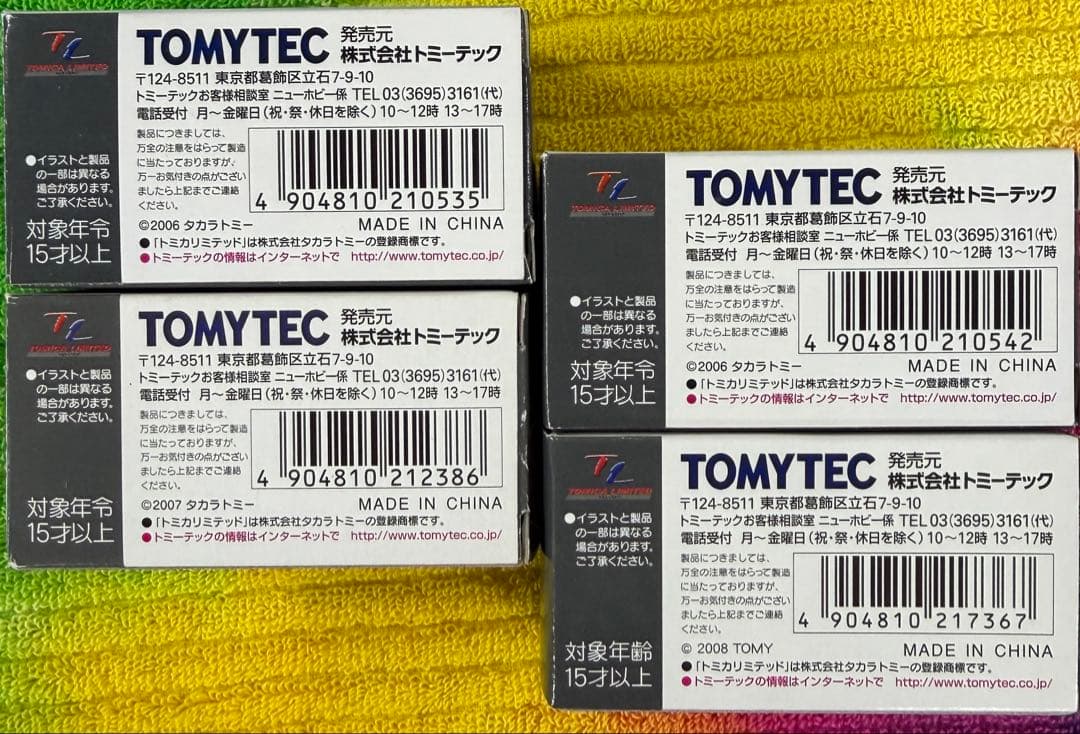 TL
TOMICA LIMITED
●イラストと製品
の一部は異なる
場合があります。
ご了承ください。
対象年令
15才以上
TOMYTEC 発売元
株式会社トミーテック
〒124-8511 東京都葛飾区立石7-9-10
トミーテックお客様相談室 ニューホビー係 TEL 03(3695)3161(代)
電話受付 月〜金曜日(祝・祭・休日を除く)10〜12時 13〜17時
製品につきましては、
万全の注意をはらって製造
に当たっておりますが、
万一お気付きの点がござい
ましたら上記までご連絡
ください。
4 904810 210535
©2006 タカラトミー MADE IN CHINA
●「トミカリミテッド」は株式会社タカラトミーの登録商標です。
●トミーテックの情報はインターネットで http://www.tomytec.co.jp/
TL
TOMICA LIMITED
●イラストと製品
の一部は異なる
場合があります。
ご了承ください。
対象年令
15才以上
TOMYTEC 発売元
株式会社トミーテック
〒124-8511 東京都葛飾区立石7-9-10
トミーテックお客様相談室 ニューホビー係 TEL 03(3695)3161(代)
電話受付 月〜金曜日(祝・祭・休日を除く)10〜12時 13〜17時
製品につきましては、
万全の注意をはらって製造
に当たっておりますが、
万一お気付きの点がござい
ましたら上記までご連絡
ください。
4 904810 212386
©2007 タカラトミー MADE IN CHINA
●「トミカリミテッド」は株式会社タカラトミーの登録商標です。
●トミーテックの情報はインターネットで http://www.tomytec.co.jp/
TL
TOMICA LIMITED
●イラストと製品
の一部は異なる
場合があります。
ご了承ください。
対象年令
15才以上
TOMYTEC 発売元
株式会社トミーテック
〒124-8511 東京都葛飾区立石7-9-10
トミーテックお客様相談室 ニューホビー係 TEL 03(3695)3161(代)
電話受付 月〜金曜日(祝・祭・休日を除く)10〜12時 13〜17時
製品につきましては、
万全の注意をはらって製造
に当たっておりますが、
万一お気付きの点がござい
ましたら上記までご連絡
ください。
4 904810 210542
©2006 タカラトミー MADE IN CHINA
●「トミカリミテッド」は株式会社タカラトミーの登録商標です。
●トミーテックの情報はインターネットで http://www.tomytec.co.jp/
TL
TOMICA LIMITED
●イラストと製品
の一部は異なる
場合があります。
ご了承ください。
対象年齢
15才以上
TOMYTEC 発売元
株式会社トミーテック
〒124-8511 東京都葛飾区立石7-9-10
トミーテックお客様相談室 ニューホビー係 TEL 03(3695)3161(代)
電話受付 月〜金曜日(祝・祭・休日を除く)10〜12時 13〜17時
製品につきましては、
万全の注意をはらって製造
に当たっておりますが、
万一お気付きの点がござい
ましたら上記までご連絡
ください。
4 904810 217367
© 2008 TOMY MADE IN CHINA
●「トミカリミテッド」は株式会社タカラトミーの登録商標です。
●トミーテックの情報はインターネットで http://www.tomytec.co.jp/